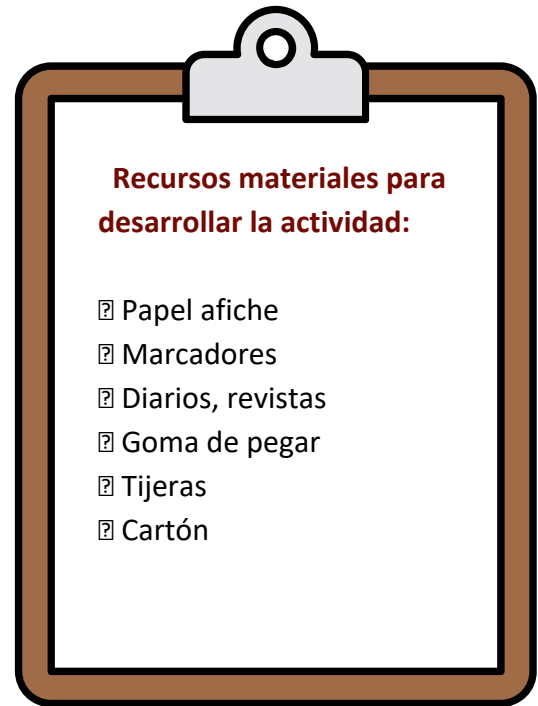 Recursos materiales para
desarrollar la actividad:
⍰ Papel afiche
⍰ Marcadores
⍰ Diarios, revistas
⍰ Goma de pegar
⍰ Tijeras
⍰ Cartón